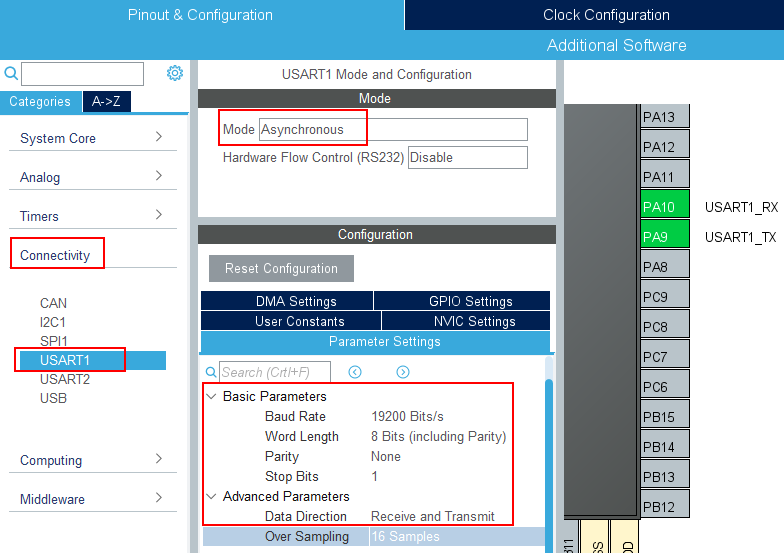 Pinout & Configuration
Clock Configuration
Additional Software
Categories
A->Z
System Core
Analog
Timers
Connectivity
CAN
I2C1
SPI1
USART1
USART2
USB
Computing
Middleware
USART1 Mode and Configuration
Mode
Mode Asynchronous
Hardware Flow Control (RS232) Disable
Configuration
Reset Configuration
DMA Settings
GPIO Settings
User Constants
NVIC Settings
Parameter Settings
Search (Crtl+F)
Basic Parameters
Baud Rate 19200 Bits/s
Word Length 8 Bits (including Parity)
Parity None
Stop Bits 1
Advanced Parameters
Data Direction Receive and Transmit
Over Sampling 16 Samples
PA13
PA12
PA11
PA10 USART1_RX
PA9 USART1_TX
PA8
PC9
PC8
PC7
PC6
PB15
PB14
PB13
PB12